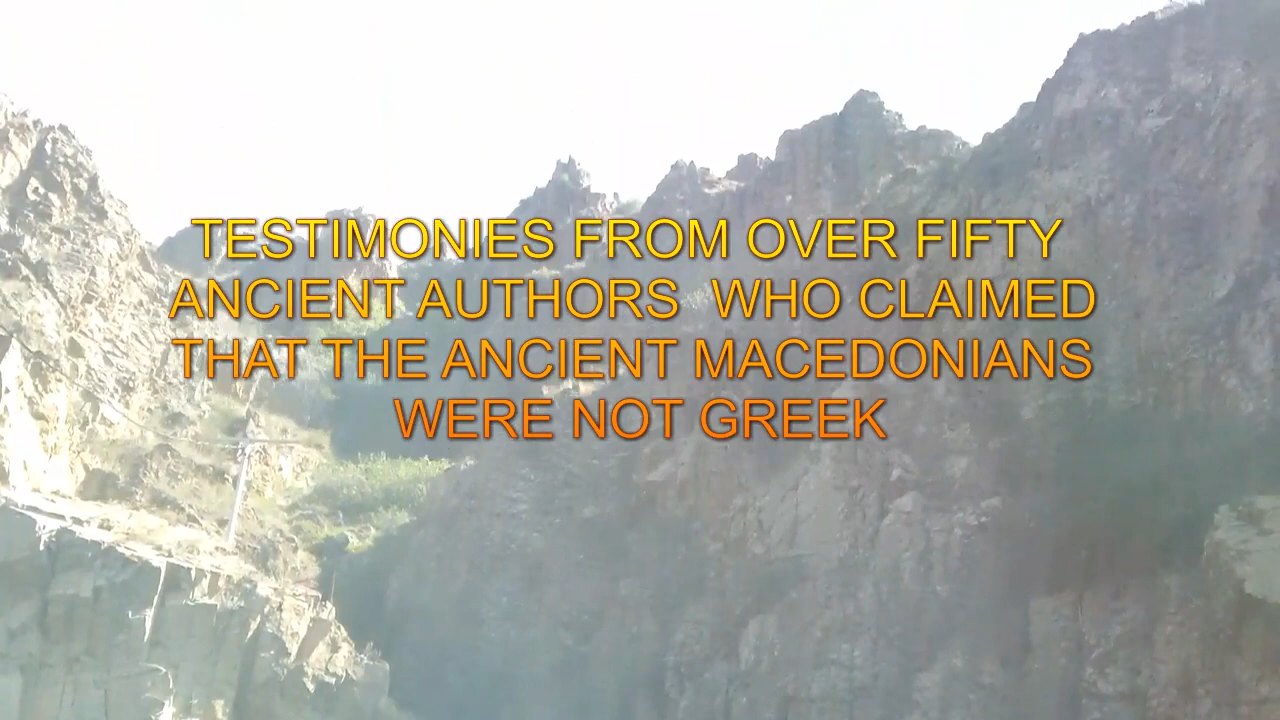 TESTIMONIES FROM OVER FIFTY
ANCIENT AUTHORS  WHO CLAIMED
THAT THE ANCIENT MACEDONIANS
WERE NOT GREEK